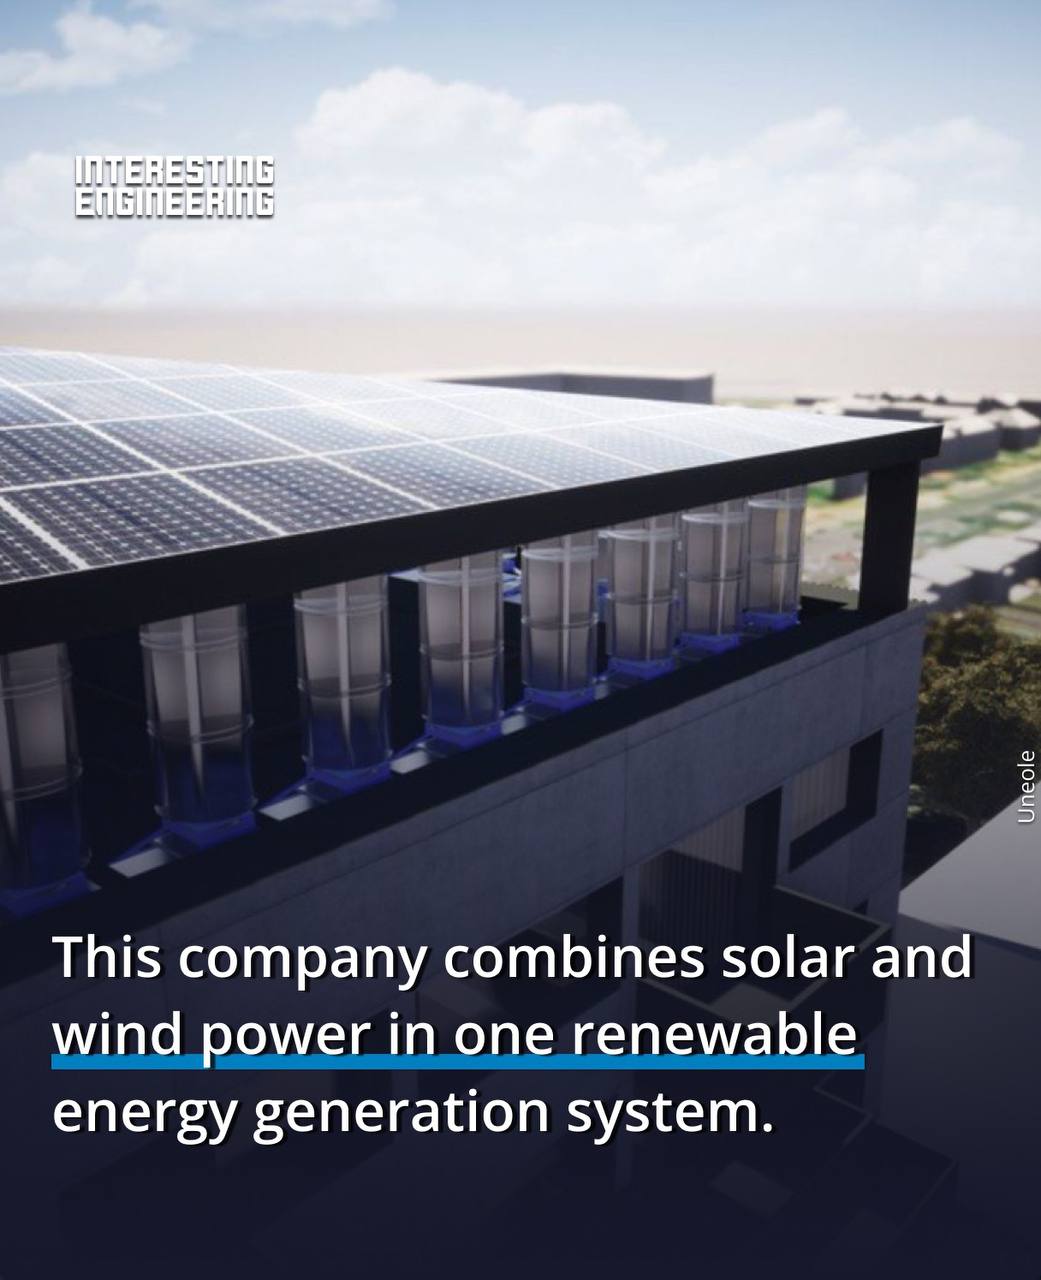 INTERESTING
ENGINEERING
Uneole
This company combines solar and
wind power in one renewable
energy generation system.